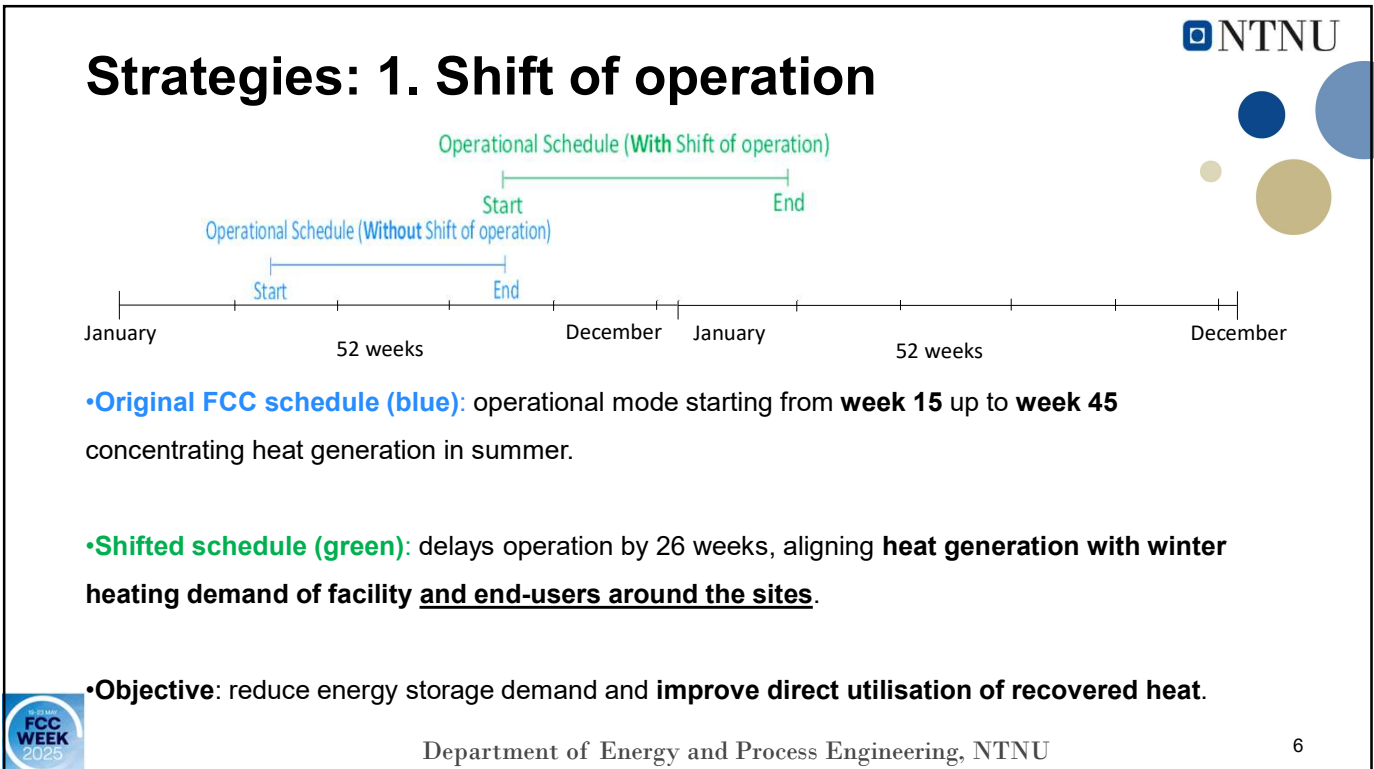 NTNU
Strategies: 1. Shift of operation
Operational Schedule (With Shift of operation)
Start
End
Operational Schedule (Without Shift of operation)
Start
End
January
December
January
December
52 weeks
52 weeks
•Original FCC schedule (blue): operational mode starting from week 15 up to week 45
concentrating heat generation in summer.
•Shifted schedule (green): delays operation by 26 weeks, aligning heat generation with winter
heating demand of facility and end-users around the sites.
•Objective: reduce energy storage demand and improve direct utilisation of recovered heat.
19-23 MAY
FCC
WEEK
2025
Department of Energy and Process Engineering, NTNU
6